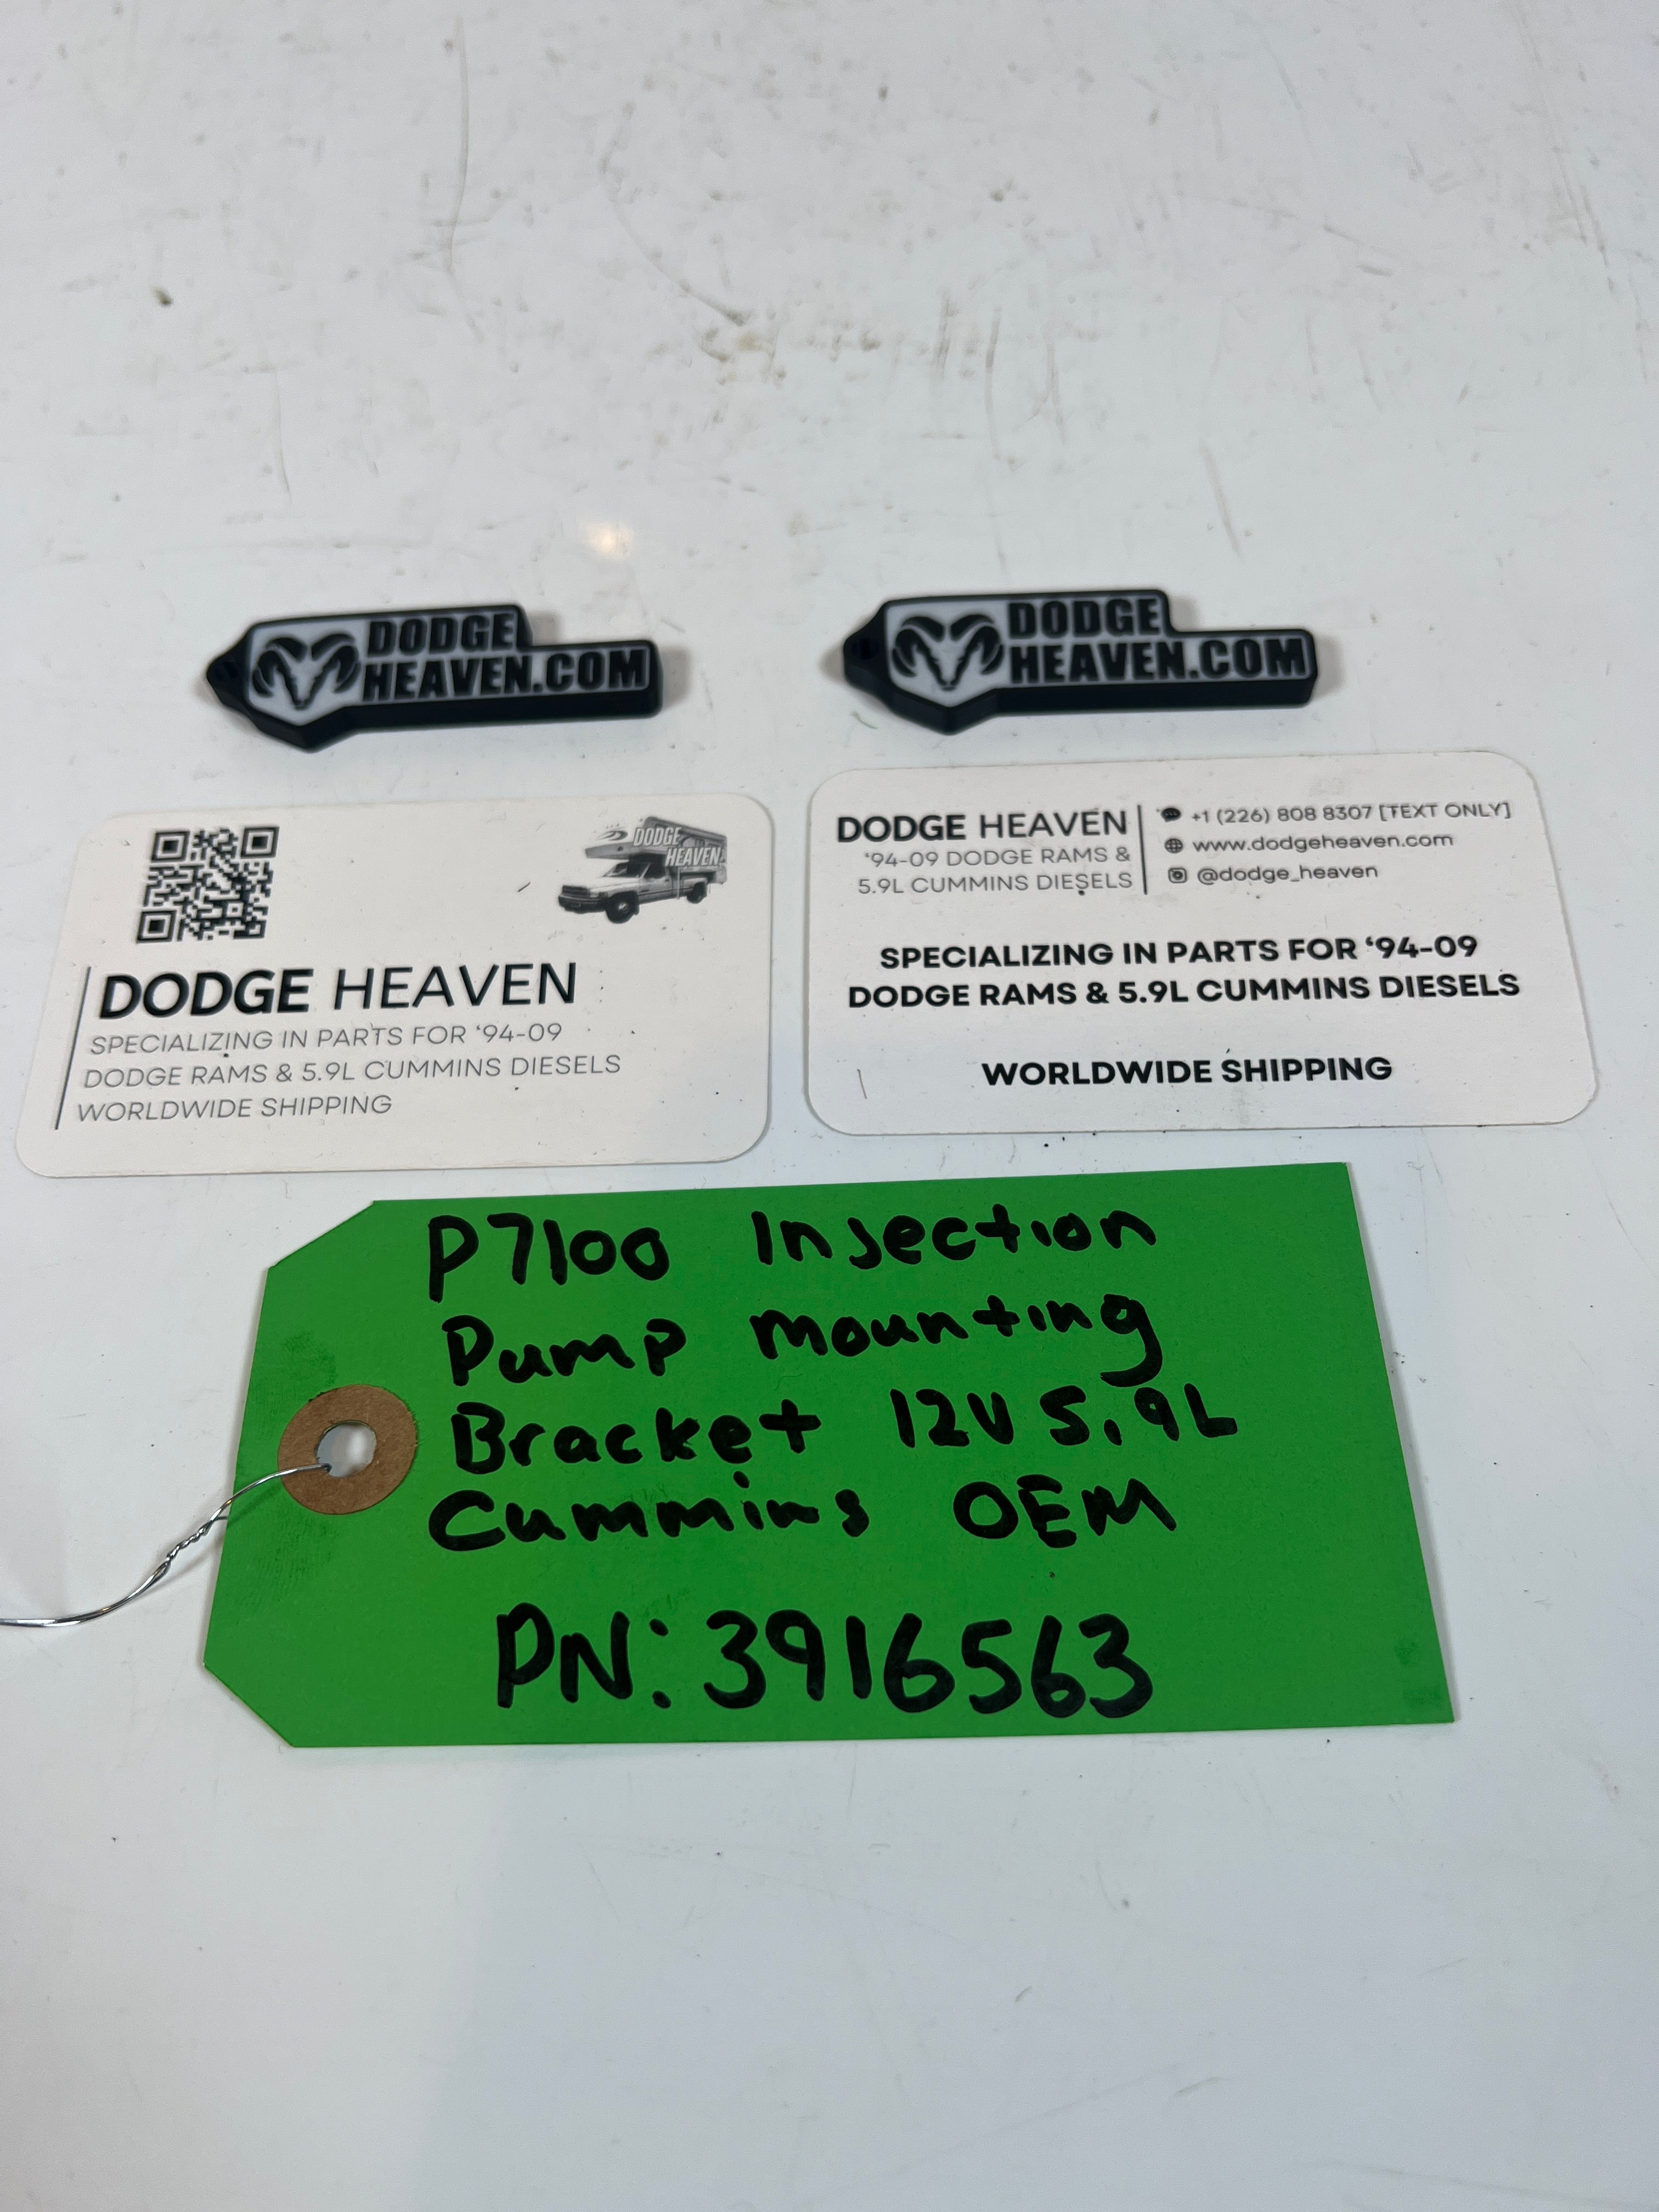 DODGE
HEAVEN.COM
DODGE
HEAVEN.COM
DODGE
HEAVEN
DODGE HEAVEN
SPECIALIZING IN PARTS FOR ‘94-09
DODGE RAMS & 5.9L CUMMINS DIESELS
WORLDWIDE SHIPPING
DODGE HEAVEN
‘94-09 DODGE RAMS &
5.9L CUMMINS DIESELS
+1 (226) 808 8307 [TEXT ONLY]
www.dodgeheaven.com
@dodge_heaven
SPECIALIZING IN PARTS FOR ‘94-09
DODGE RAMS & 5.9L CUMMINS DIESELS
WORLDWIDE SHIPPING
P7100 Injection
Pump mounting
Bracket 12V 5.9L
Cummins OEM
PN: 3916563